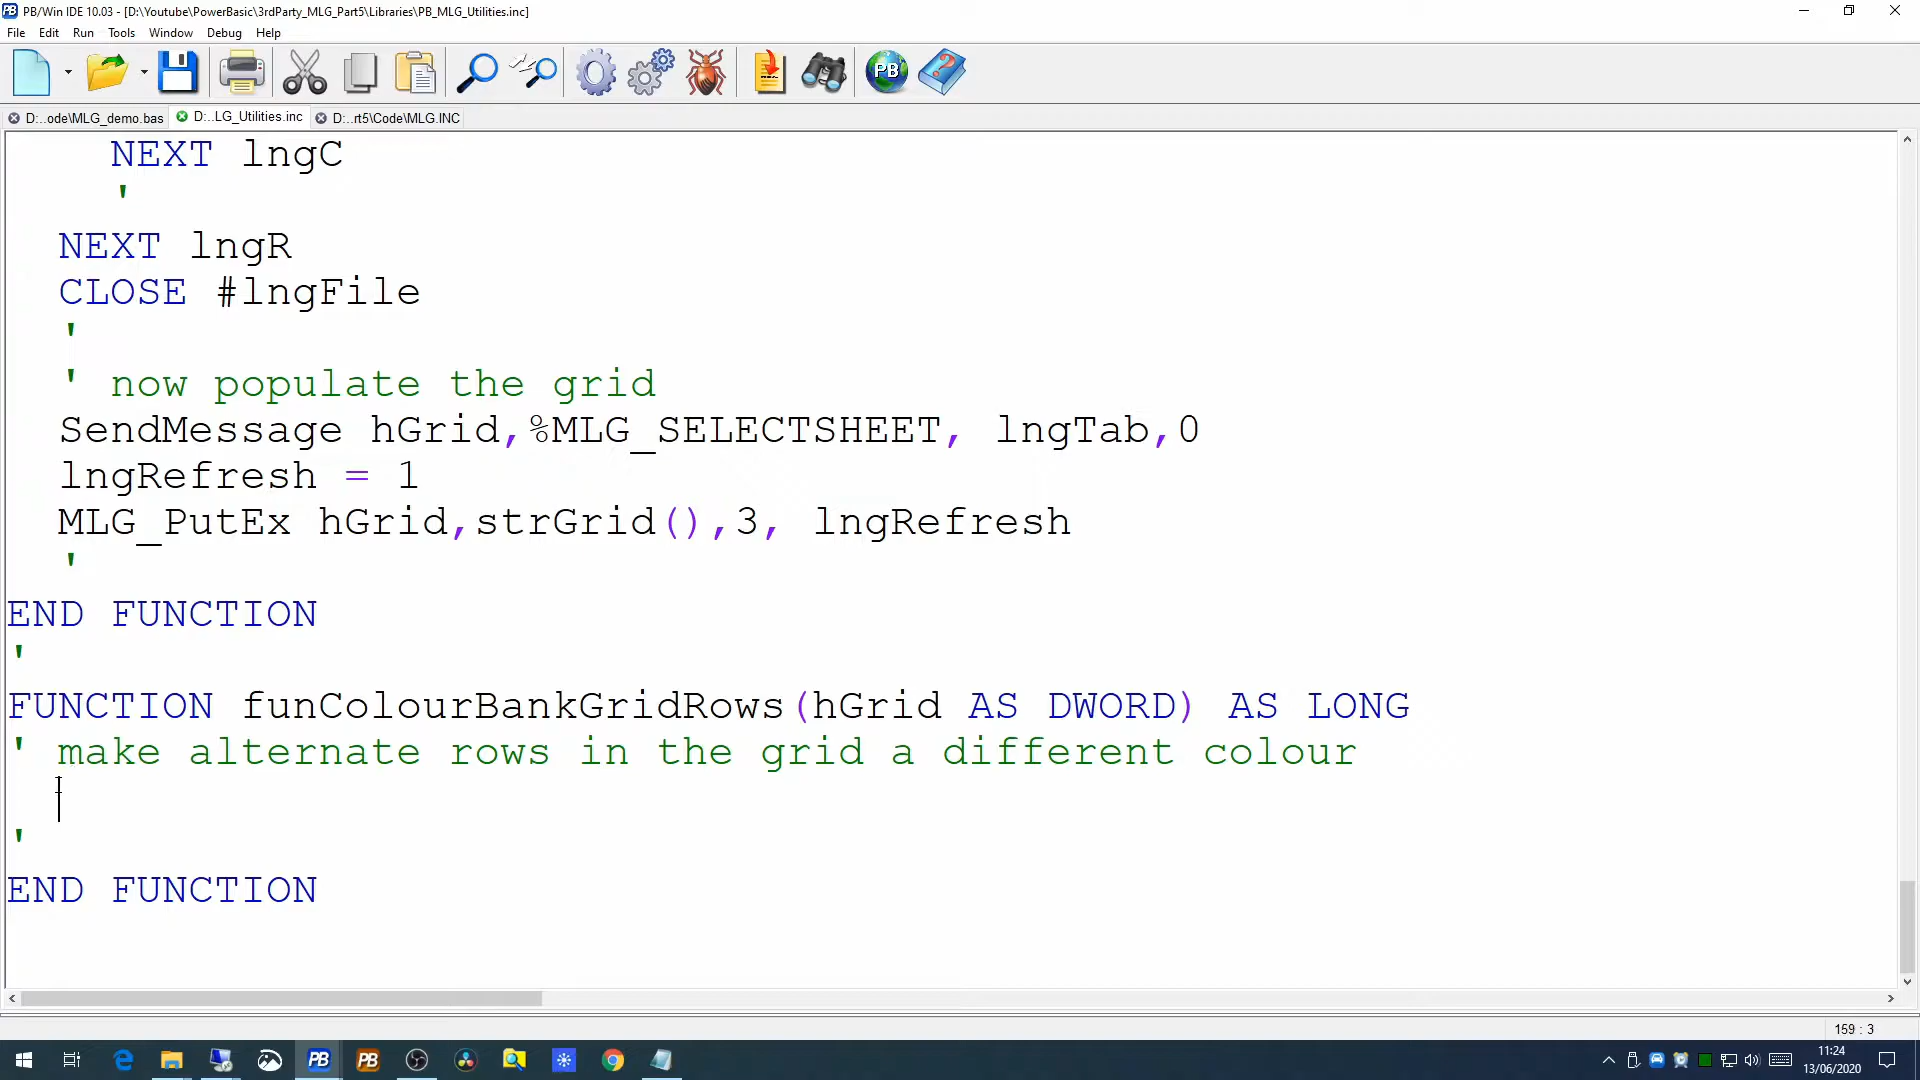 PB/Win IDE 10.03 - [D:\Youtube\PowerBasic\3rdParty_MLG_Part5\Libraries\PB_MLG_Utilities.inc]
File Edit Run Tools Window Debug Help
PB
D:..ode\MLG_demo.bas D:..LG_Utilities.inc D:..rt5\Code\MLG.INC
NEXT lngC
'
NEXT lngR
CLOSE #lngFile
'
' now populate the grid
SendMessage hGrid,%MLG_SELECTSHEET, lngTab,0
lngRefresh = 1
MLG_PutEx hGrid,strGrid(),3, lngRefresh
'
END FUNCTION
'
FUNCTION funColourBankGridRows(hGrid AS DWORD) AS LONG
' make alternate rows in the grid a different colour
'
END FUNCTION
159 : 3
PB PB
11:24
13/06/2020